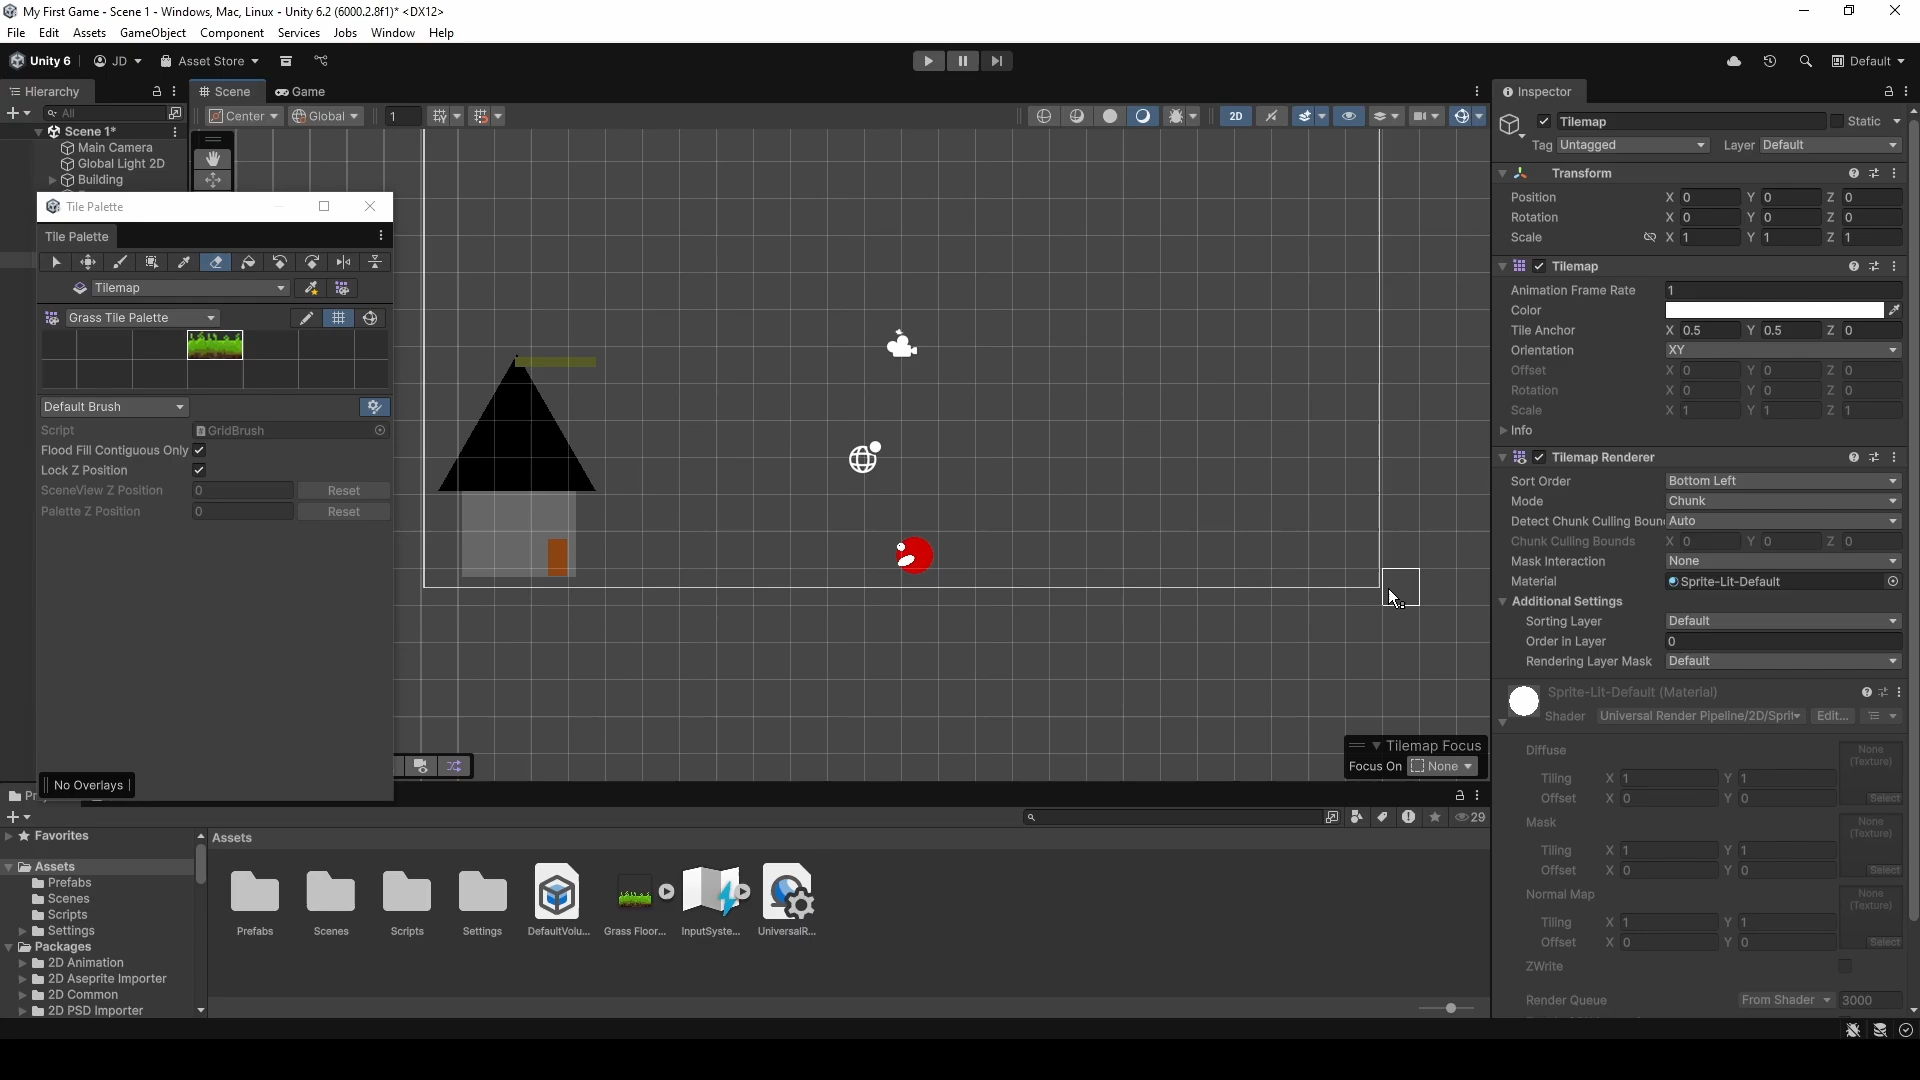 My First Game - Scene 1 - Windows, Mac, Linux - Unity 6.2 (6000.2.8f1)* <DX12>
File Edit Assets GameObject Component Services Jobs Window Help
Unity 6 JD Asset Store Default
Hierarchy Scene Game Inspector
All Center Global 1 2D
Scene 1*
Main Camera
Global Light 2D
Building
Tile Palette
Tile Palette
Tilemap
Grass Tile Palette
Default Brush
Script GridBrush
Flood Fill Contiguous Only
Lock Z Position
SceneView Z Position 0 Reset
Palette Z Position 0 Reset
No Overlays
Tilemap Focus
Focus On None
Tilemap Static
Tag Untagged Layer Default
Transform
Position X 0 Y 0 Z 0
Rotation X 0 Y 0 Z 0
Scale X 1 Y 1 Z 1
Tilemap
Animation Frame Rate 1
Color
Tile Anchor X 0.5 Y 0.5 Z 0
Orientation XY
Offset X 0 Y 0 Z 0
Rotation X 0 Y 0 Z 0
Scale X 1 Y 1 Z 1
Info
Tilemap Renderer
Sort Order Bottom Left
Mode Chunk
Detect Chunk Culling Boun Auto
Chunk Culling Bounds X 0 Y 0 Z 0
Mask Interaction None
Material Sprite-Lit-Default
Additional Settings
Sorting Layer Default
Order in Layer 0
Rendering Layer Mask Default
Sprite-Lit-Default (Material)
Shader Universal Render Pipeline/2D/Sprit Edit...
Diffuse None
(Texture)
Tiling X 1 Y 1
Offset X 0 Y 0 Select
Mask None
(Texture)
Tiling X 1 Y 1
Offset X 0 Y 0 Select
Normal Map None
(Texture)
Tiling X 1 Y 1
Offset X 0 Y 0 Select
ZWrite
Render Queue From Shader 3000
29
Favorites
Assets
Prefabs
Scenes
Scripts
Settings
Packages
2D Animation
2D Aseprite Importer
2D Common
2D PSD Importer
Assets
Prefabs Scenes Scripts Settings DefaultVolu... Grass Floor... InputSyste... UniversalR...